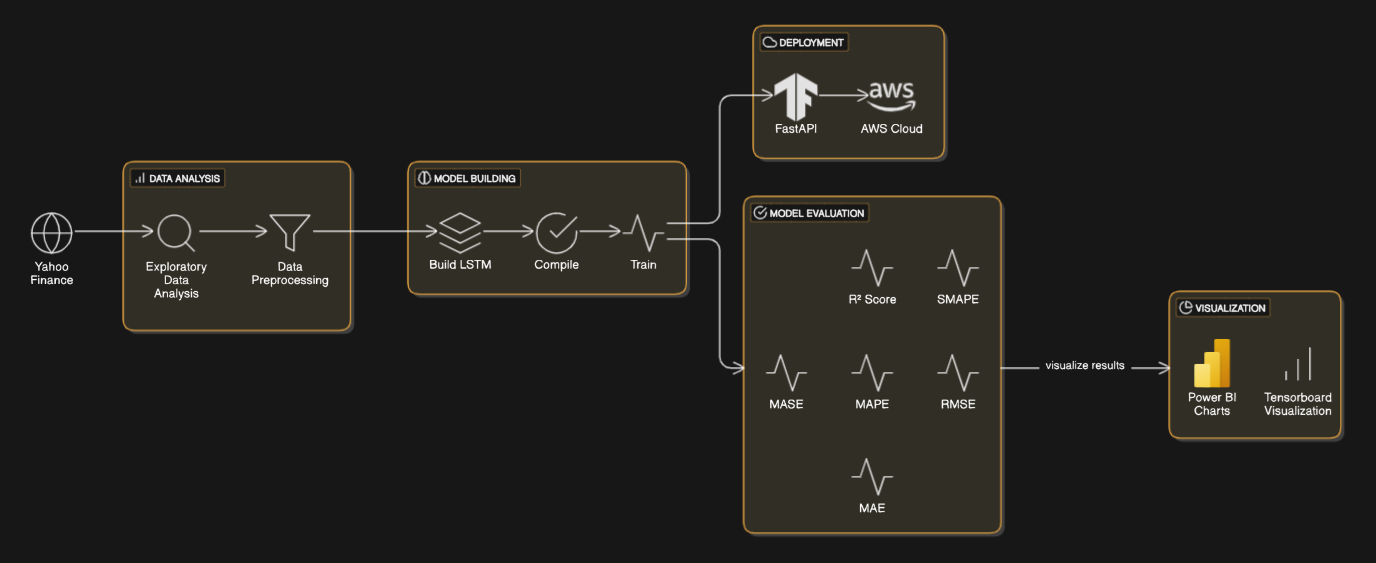 DEPLOYMENT
aws
FastAPI
AWS Cloud
DATA ANALYSIS
Yahoo
Finance
Exploratory
Data
Analysis
Data
Preprocessing
MODEL BUILDING
Build LSTM
Compile
Train
MODEL EVALUATION
R² Score
SMAPE
MASE
MAPE
RMSE
MAE
visualize results
VISUALIZATION
Power BI
Charts
Tensorboard
Visualization